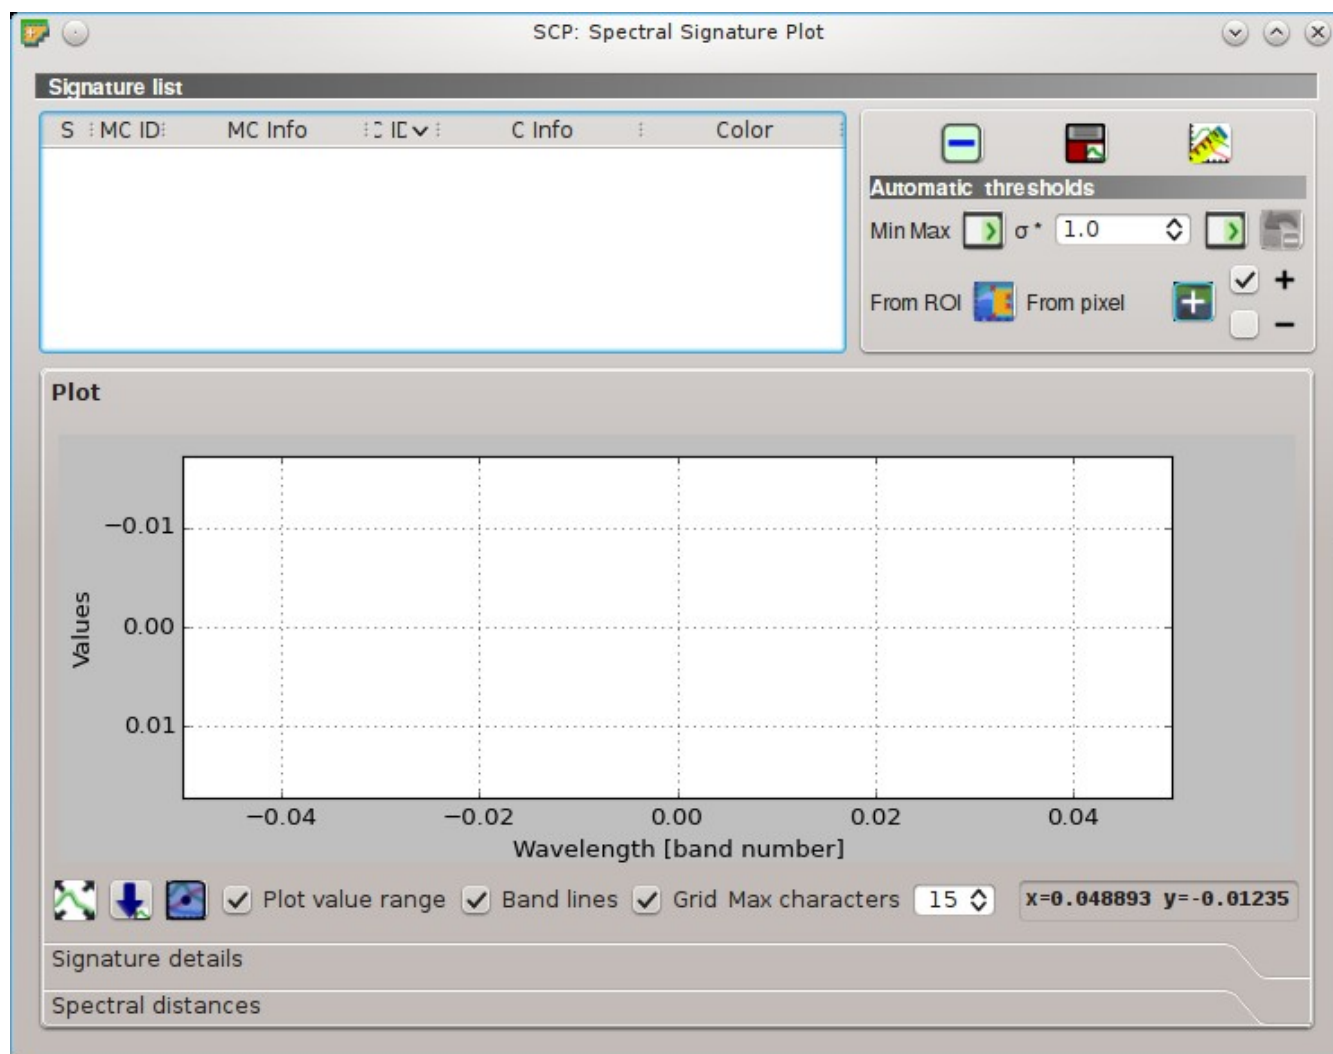 SCP: Spectral Signature Plot
Signature list
S MC ID MC Info C Info Color
Automatic thresholds
Min Max σ * 1.0
From ROI From pixel + −
Plot
−0.01
0.00
0.01
Values
−0.04 −0.02 0.00 0.02 0.04
Wavelength [band number]
Plot value range Band lines Grid Max characters 15 x=0.048893 y=-0.01235
Signature details
Spectral distances